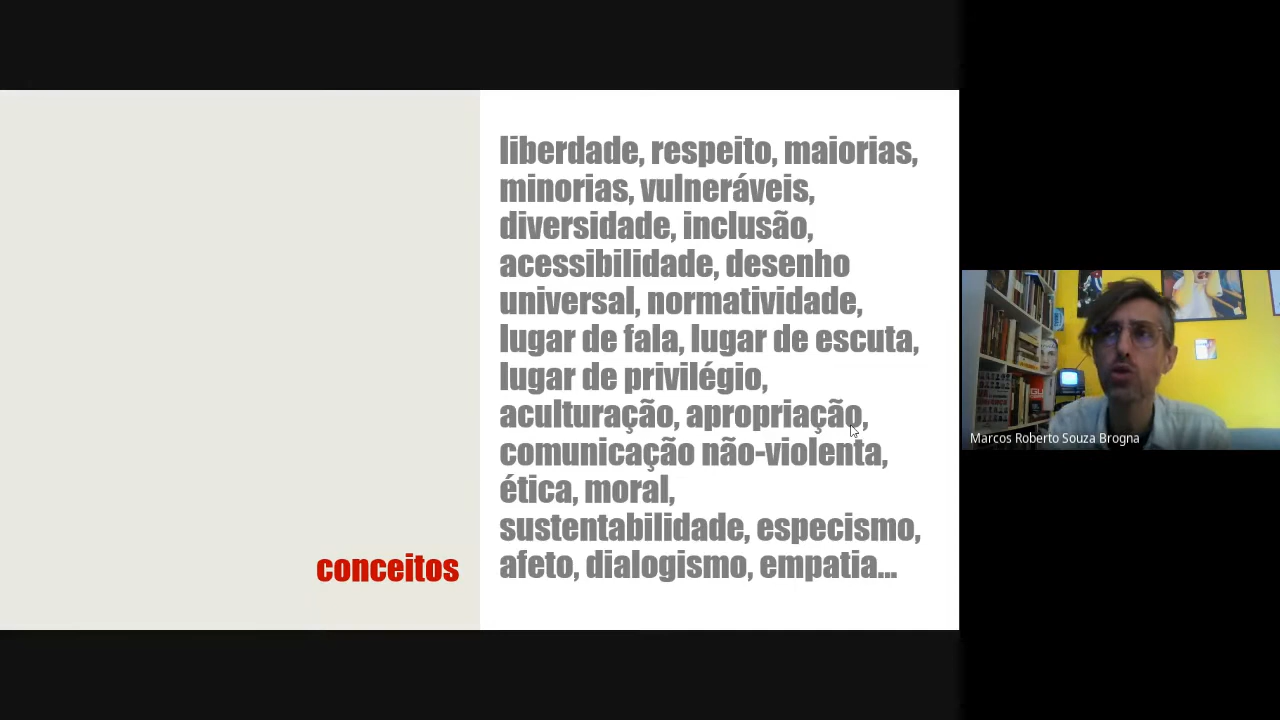 liberdade, respeito, maiorias,
minorias, vulneráveis,
diversidade, inclusão,
acessibilidade, desenho
universal, normatividade,
lugar de fala, lugar de escuta,
lugar de privilégio,
aculturação, apropriação,
comunicação não-violenta,
ética, moral,
sustentabilidade, especismo,
afeto, dialogismo, empatia...
conceitos
Marcos Roberto Souza Brogna